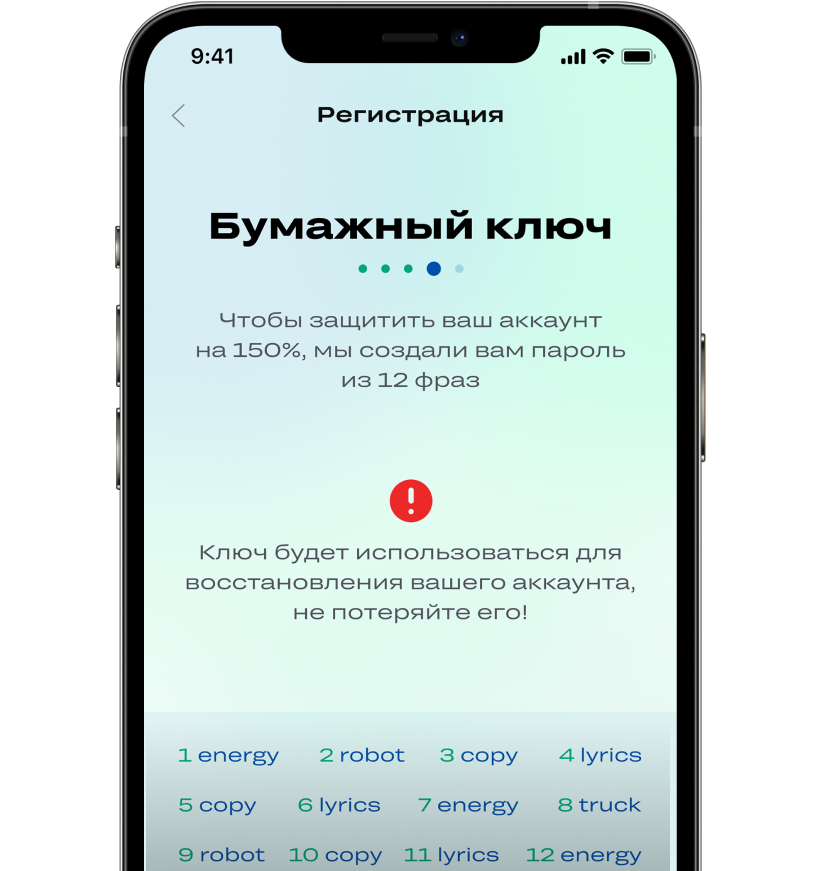 9:41
Регистрация
Бумажный ключ
Чтобы защитить ваш аккаунт
на 150%, мы создали вам пароль
из 12 фраз
Ключ будет использоваться для
восстановления вашего аккаунта,
не потеряйте его!
1 energy 2 robot 3 copy 4 lyrics
5 copy 6 lyrics 7 energy 8 truck
9 robot 10 copy 11 lyrics 12 energy